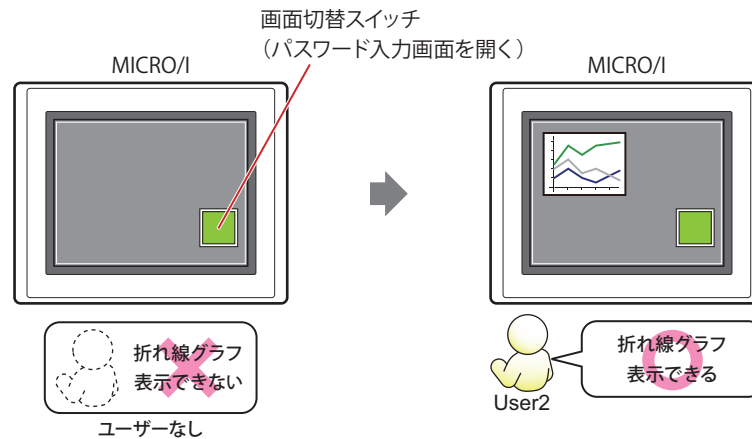 画面切替スイッチ
（パスワード入力画面を開く）
MICRO/I
MICRO/I
折れ線グラフ
表示できない
ユーザーなし
折れ線グラフ
表示できる
User2